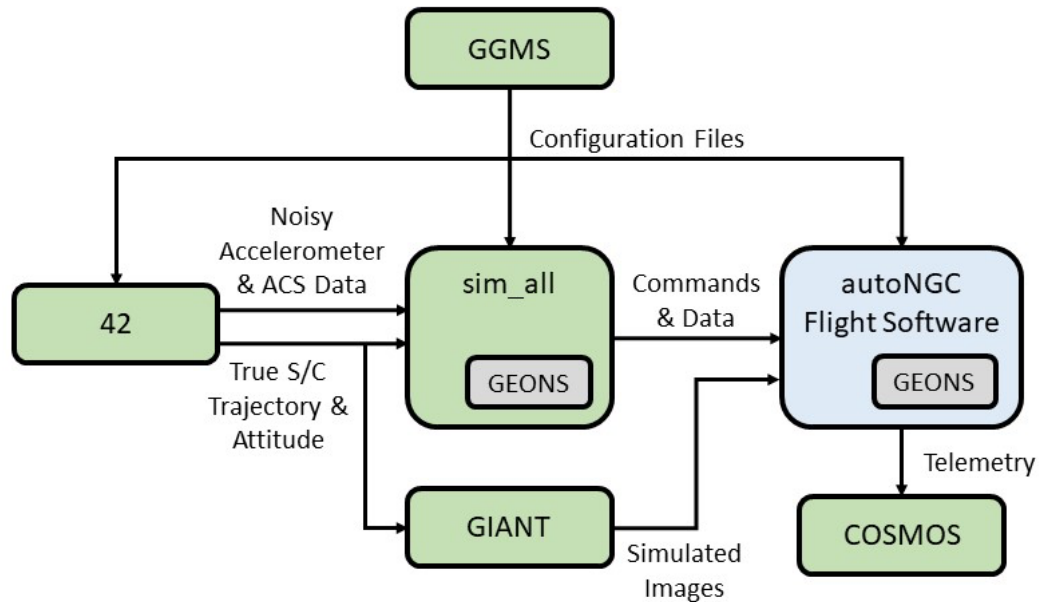 GGMS
Configuration Files
Noisy
Accelerometer
& ACS Data
42
True S/C
Trajectory &
Attitude
sim_all
GEONS
Commands
& Data
autoNGC
Flight Software
GEONS
GIANT
Simulated
Images
Telemetry
COSMOS